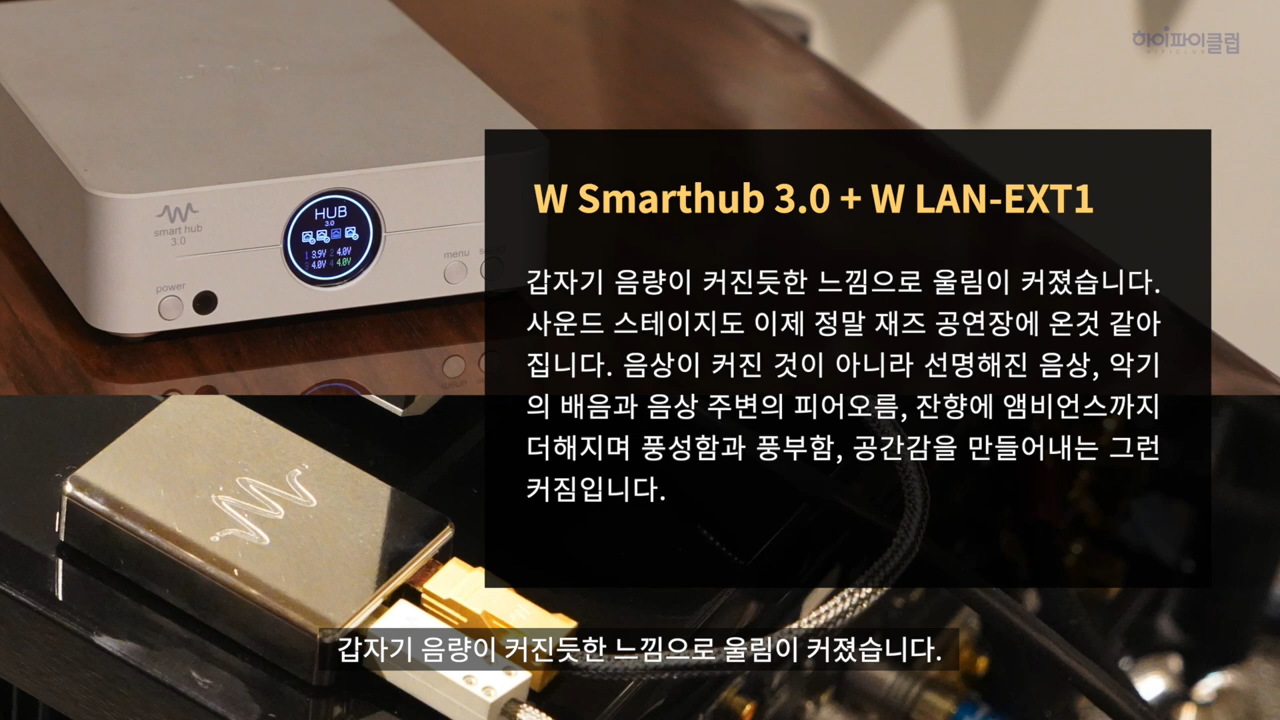 하이파이클럽
HIFICLUB
W Smarthub 3.0 + W LAN-EXT1
갑자기 음량이 커진듯한 느낌으로 울림이 커졌습니다.
사운드 스테이지도 이제 정말 재즈 공연장에 온것 같아
집니다. 음상이 커진 것이 아니라 선명해진 음상, 악기
의 배음과 음상 주변의 피어오름, 잔향에 앰비언스까지
더해지며 풍성함과 풍부함, 공간감을 만들어내는 그런
커짐입니다.
smart hub
3.0
HUB
3.0
1 3.9V 2 4.0V
3 4.0V 4 4.0V
menu
power
갑자기 음량이 커진듯한 느낌으로 울림이 커졌습니다.